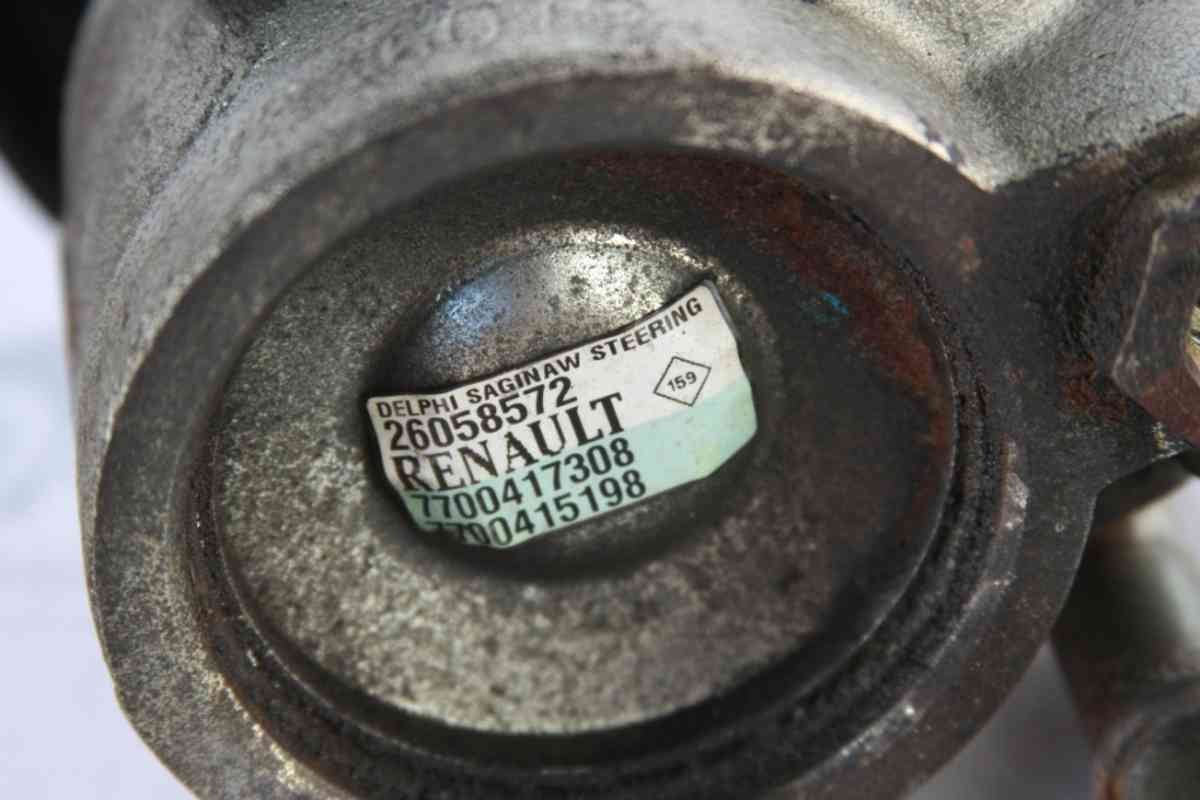 DELPHI SAGINAW STEERING
26058572
159
RENAULT
7700417308
7700415198